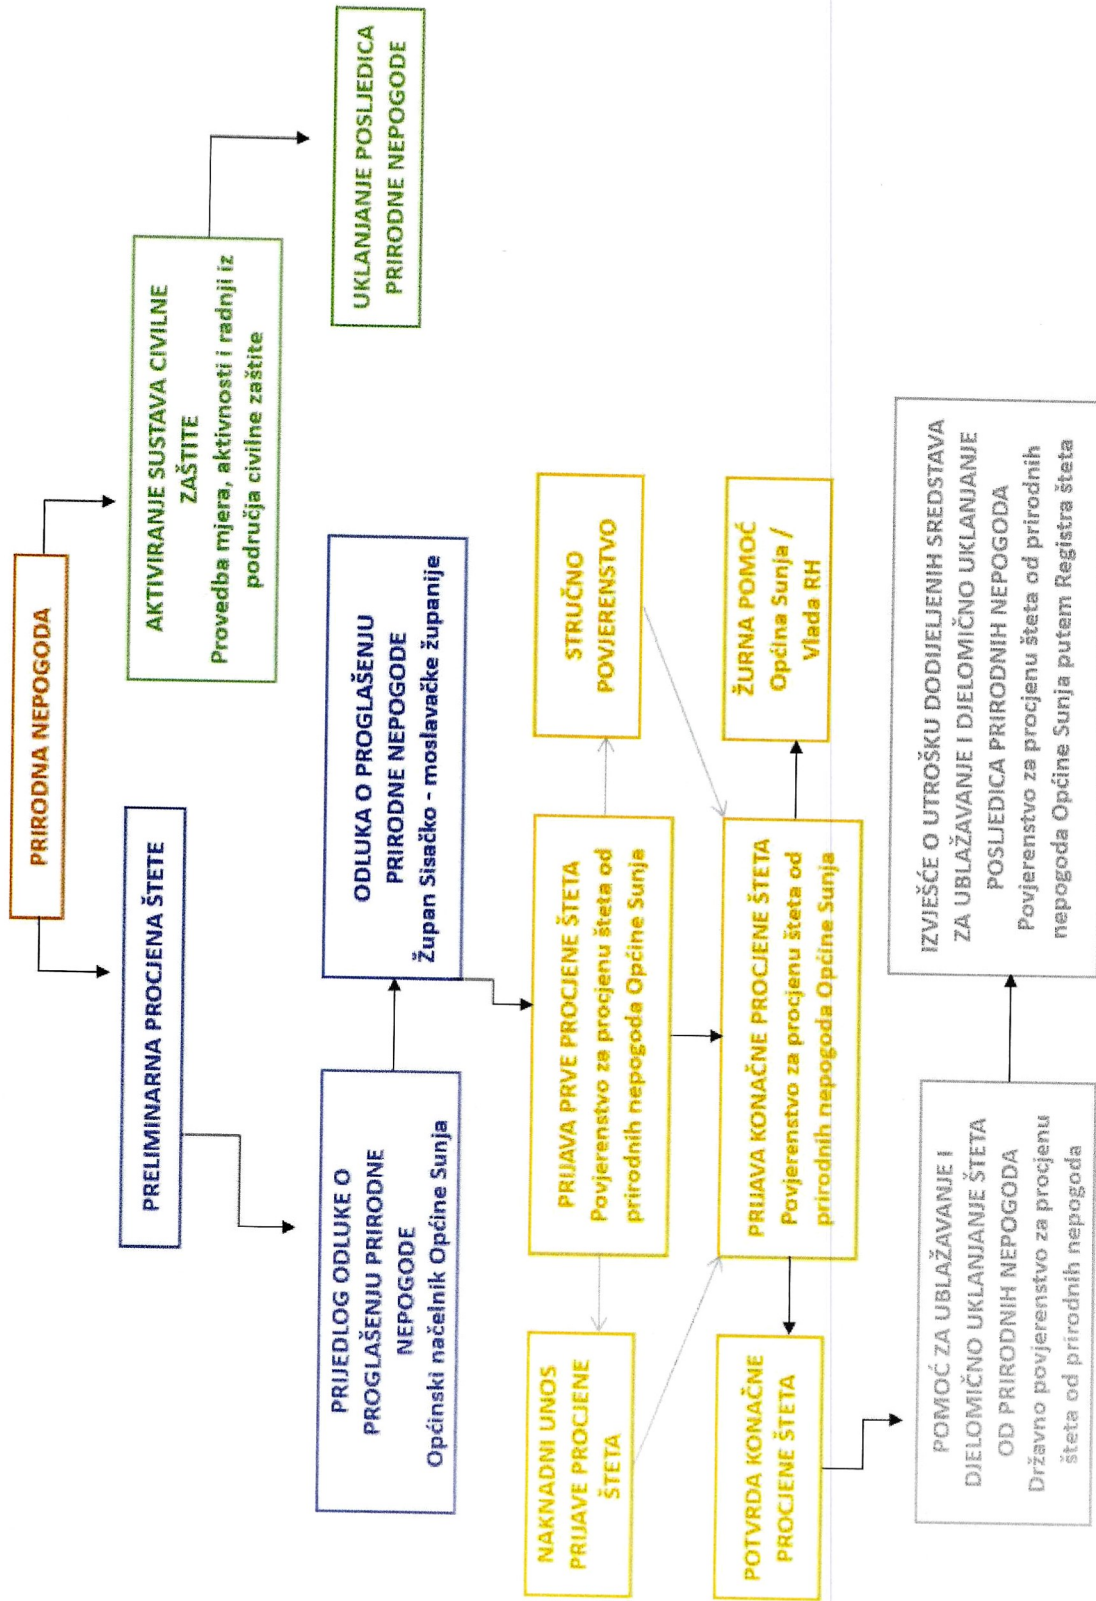 PRIRODNA NEPOGODA
PRELIMINARNA PROCJENA ŠTETE
AKTIVIRANJE SUSTAVA CIVILNE
ZAŠTITE
Provedba mjera, aktivnosti i radnji iz
područja civilne zaštite
PRIJEDLOG ODLUKE O
PROGLAŠENJU PRIRODNE
NEPOGODE
Općinski načelnik Općine Sunja
ODLUKA O PROGLAŠENJU
PRIRODNE NEPOGODE
Župan Sisačko - moslavačke županije
UKLANJANJE POSLJEDICA
PRIRODNE NEPOGODE
NAKNADNI UNOS
PRIJAVE PROCJENE
ŠTETA
PRIJAVA PRVE PROCJENE ŠTETA
Povjerenstvo za procjenu šteta od
prirodnih nepogoda Općine Sunja
STRUČNO
POVJERENSTVO
POTVRDA KONAČNE
PROCJENE ŠTETA
PRIJAVA KONAČNE PROCJENE ŠTETA
Povjerenstvo za procjenu šteta od
prirodnih nepogoda Općine Sunja
ŽURNA POMOĆ
Općina Sunja /
Vlada RH
POMOĆ ZA UBLAŽAVANJE I
DJELOMIČNO UKLANJANJE ŠTETA
OD PRIRODNIH NEPOGODA
Državno povjerenstvo za procjenu
šteta od prirodnih nepogoda
IZVJEŠĆE O UTROŠKU DODIJELJENIH SREDSTAVA
ZA UBLAŽAVANJE I DJELOMIČNO UKLANJANJE
POSLJEDICA PRIRODNIH NEPOGODA
Povjerenstvo za procjenu šteta od prirodnih
nepogoda Općine Sunja putem Registra šteta